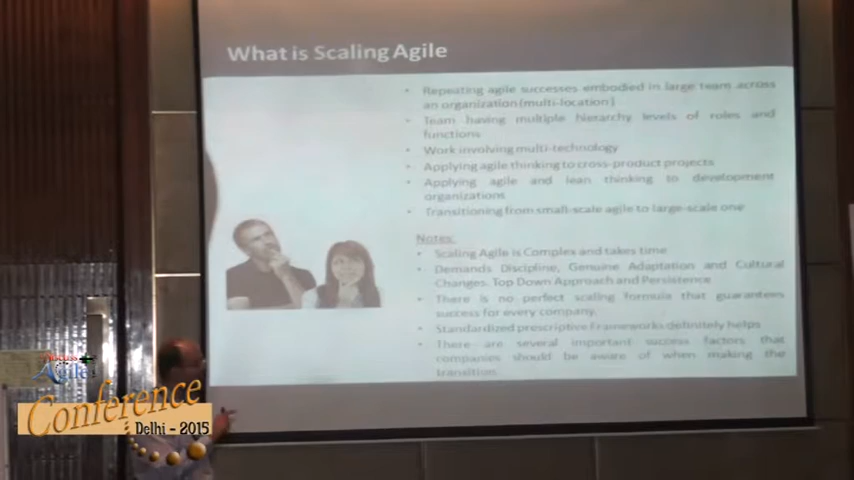 What is Scaling Agile
• Repeating agile successes embodied in large team across
an organization (multi-location)
• Team having multiple hierarchy levels of roles and
functions
• Work involving multi-technology
• Applying agile thinking to cross-product projects
• Applying agile and lean thinking to development
organizations
• Transitioning from small-scale agile to large-scale one
Notes:
• Scaling Agile is Complex and takes time
• Demands Discipline, Genuine Adaptation and Cultural
Changes. Top Down Approach and Persistence
• There is no perfect scaling formula that guarantees
success for every company.
• Standardized prescriptive Frameworks definitely helps
• There are several important success factors that
companies should be aware of when making the
transition.
Discuss
Agile
Conference
Delhi - 2015